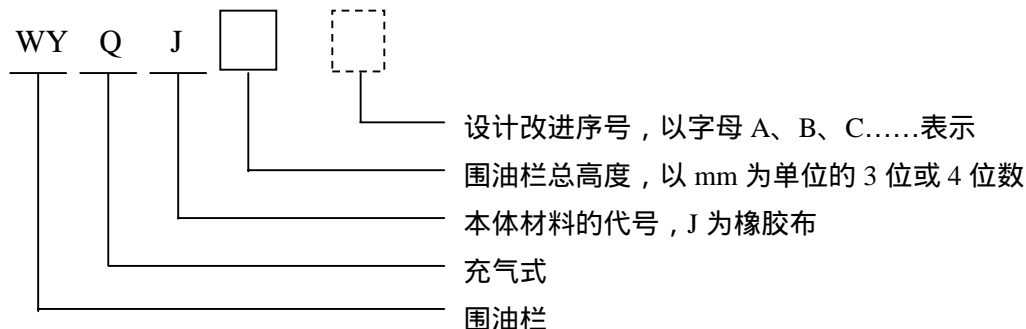 WY Q J
设计改进序号，以字母 A、B、C……表示
围油栏总高度，以 mm 为单位的 3 位或 4 位数
本体材料的代号，J 为橡胶布
充气式
围油栏